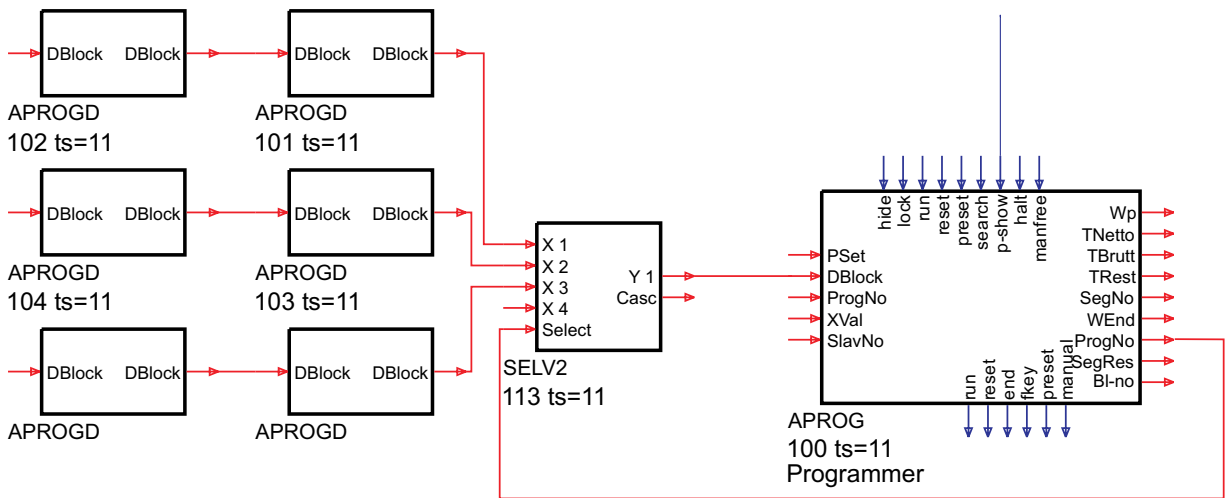 DBlock DBlock
APROGD
102 ts=11
DBlock DBlock
APROGD
101 ts=11
DBlock DBlock
APROGD
104 ts=11
DBlock DBlock
APROGD
103 ts=11
DBlock DBlock
APROGD
DBlock DBlock
APROGD
X 1
X 2
X 3
X 4
Select
Y 1
Casc
SELV2
113 ts=11
hide
lock
run
reset
preset
search
p-show
halt
manfree
PSet
DBlock
ProgNo
XVal
SlavNo
Wp
TNetto
TBrutt
TRest
SegNo
WEnd
ProgNo
SegRes
Bl-no
run
reset
end
fkey
preset
manual
APROG
100 ts=11
Programmer